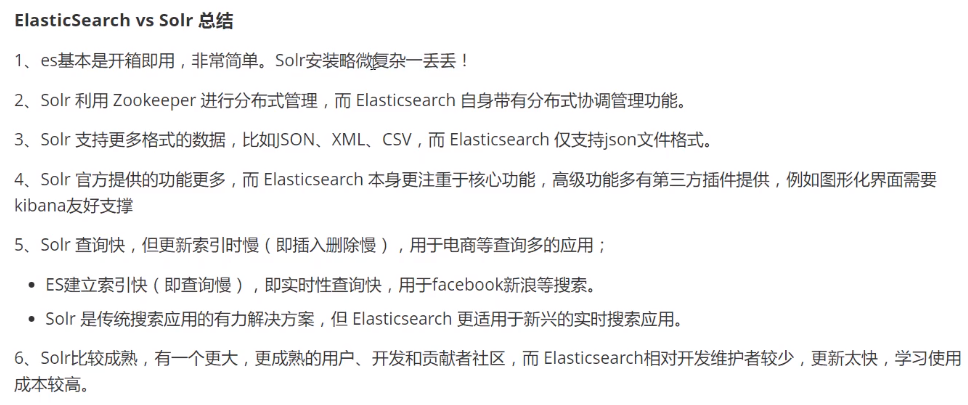 ElasticSearch vs Solr 总结
1、es基本是开箱即用，非常简单。Solr安装略微复杂一丢丢！
2、Solr 利用 Zookeeper 进行分布式管理，而 Elasticsearch 自身带有分布式协调管理功能。
3、Solr 支持更多格式的数据，比如JSON、XML、CSV，而 Elasticsearch 仅支持json文件格式。
4、Solr 官方提供的功能更多，而 Elasticsearch 本身更注重于核心功能，高级功能多有第三方插件提供，例如图形化界面需要
kibana友好支撑
5、Solr 查询快，但更新索引时慢（即插入删除慢），用于电商等查询多的应用；
• ES建立索引快（即查询慢），即实时性查询快，用于facebook新浪等搜索。
• Solr 是传统搜索应用的有力解决方案，但 Elasticsearch 更适用于新兴的实时搜索应用。
6、Solr比较成熟，有一个更大，更成熟的用户、开发和贡献者社区，而 Elasticsearch相对开发维护者较少，更新太快，学习使用
成本较高。